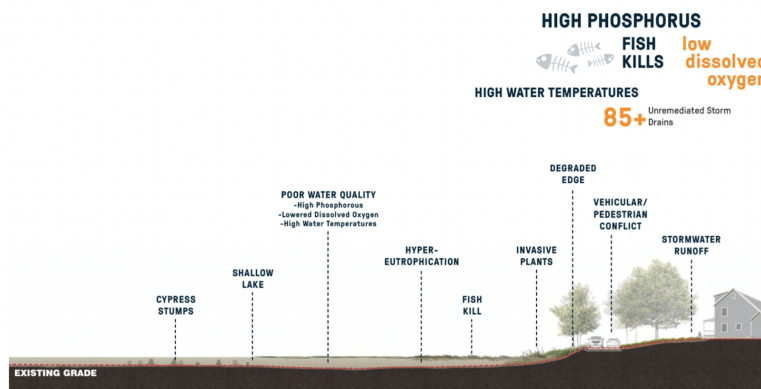 HIGH PHOSPHORUS
FISH
KILLS
low
dissolved
oxygen
HIGH WATER TEMPERATURES
85+
Unremediated Storm
Drains
DEGRADED
EDGE
POOR WATER QUALITY
-High Phosphorous
-Lowered Dissolved Oxygen
-High Water Temperatures
VEHICULAR/
PEDESTRIAN
CONFLICT
STORMWATER
RUNOFF
HYPER-
EUTROPHICATION
INVASIVE
PLANTS
SHALLOW
LAKE
CYPRESS
STUMPS
FISH
KILL
EXISTING GRADE